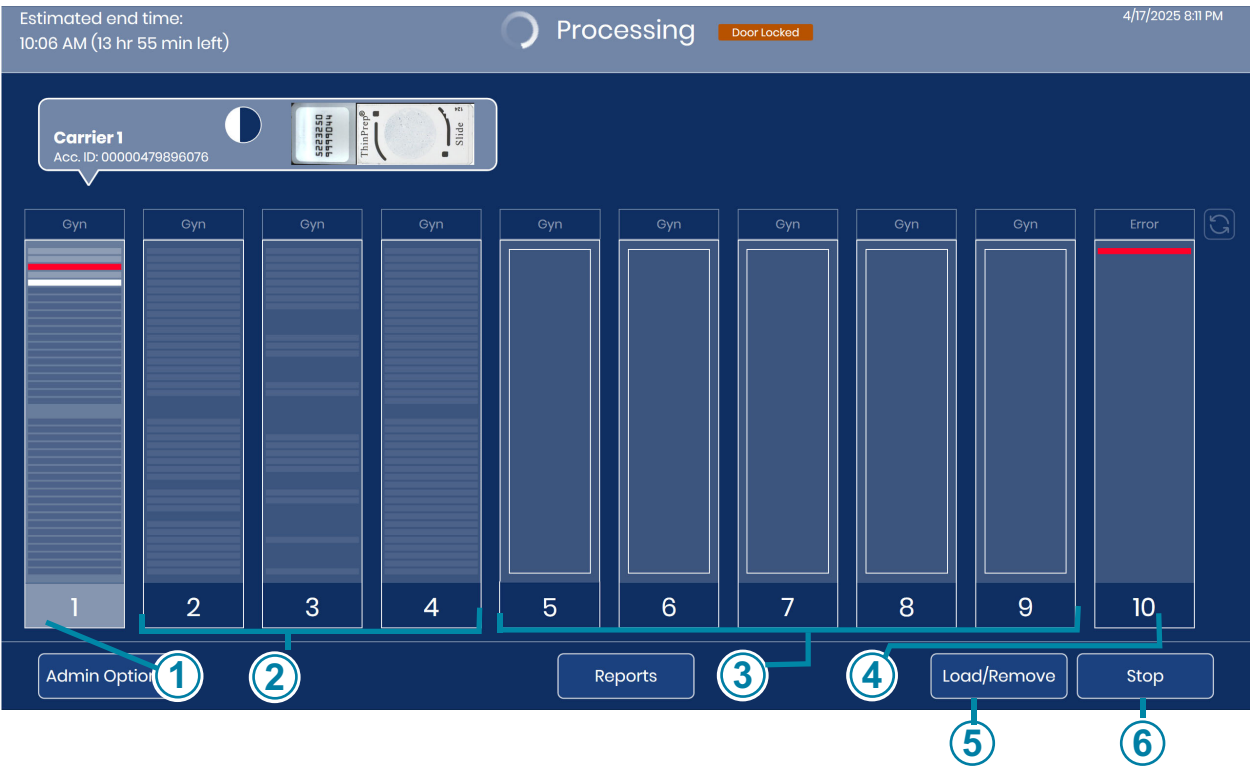 Estimated end time:
10:06 AM (13 hr 55 min left)
Processing
Door Locked
4/17/2025 8:11 PM
Carrier 1
Acc. ID: 00000479896076
ThinPrep®
Slide
Gyn
Gyn
Gyn
Gyn
Gyn
Gyn
Gyn
Gyn
Gyn
Error
1
2
3
4
5
6
7
8
9
10
Admin Option
Reports
Load/Remove
Stop
1
2
3
4
5
6